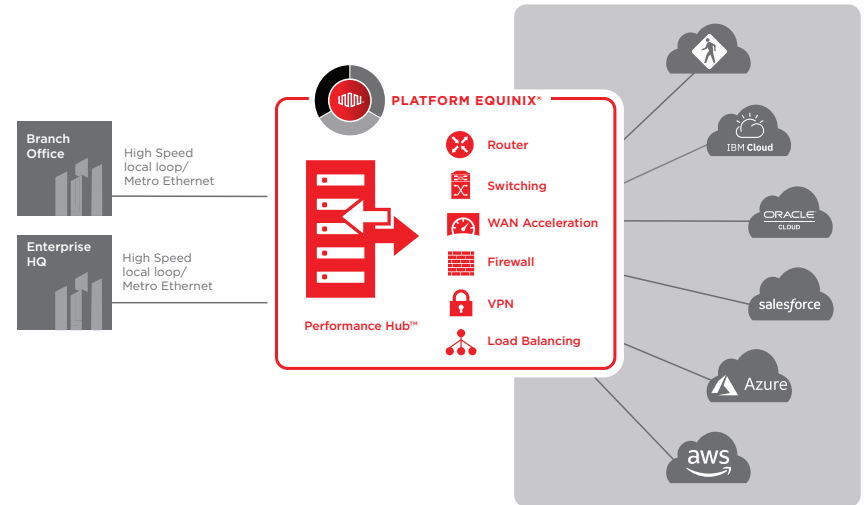 PLATFORM EQUINIX®
Branch
Office
High Speed
local loop/
Metro Ethernet
Enterprise
HQ
High Speed
local loop/
Metro Ethernet
Performance Hub™
Router
Switching
WAN Acceleration
Firewall
VPN
Load Balancing
IBM Cloud
ORACLE
CLOUD
salesforce
Azure
aws